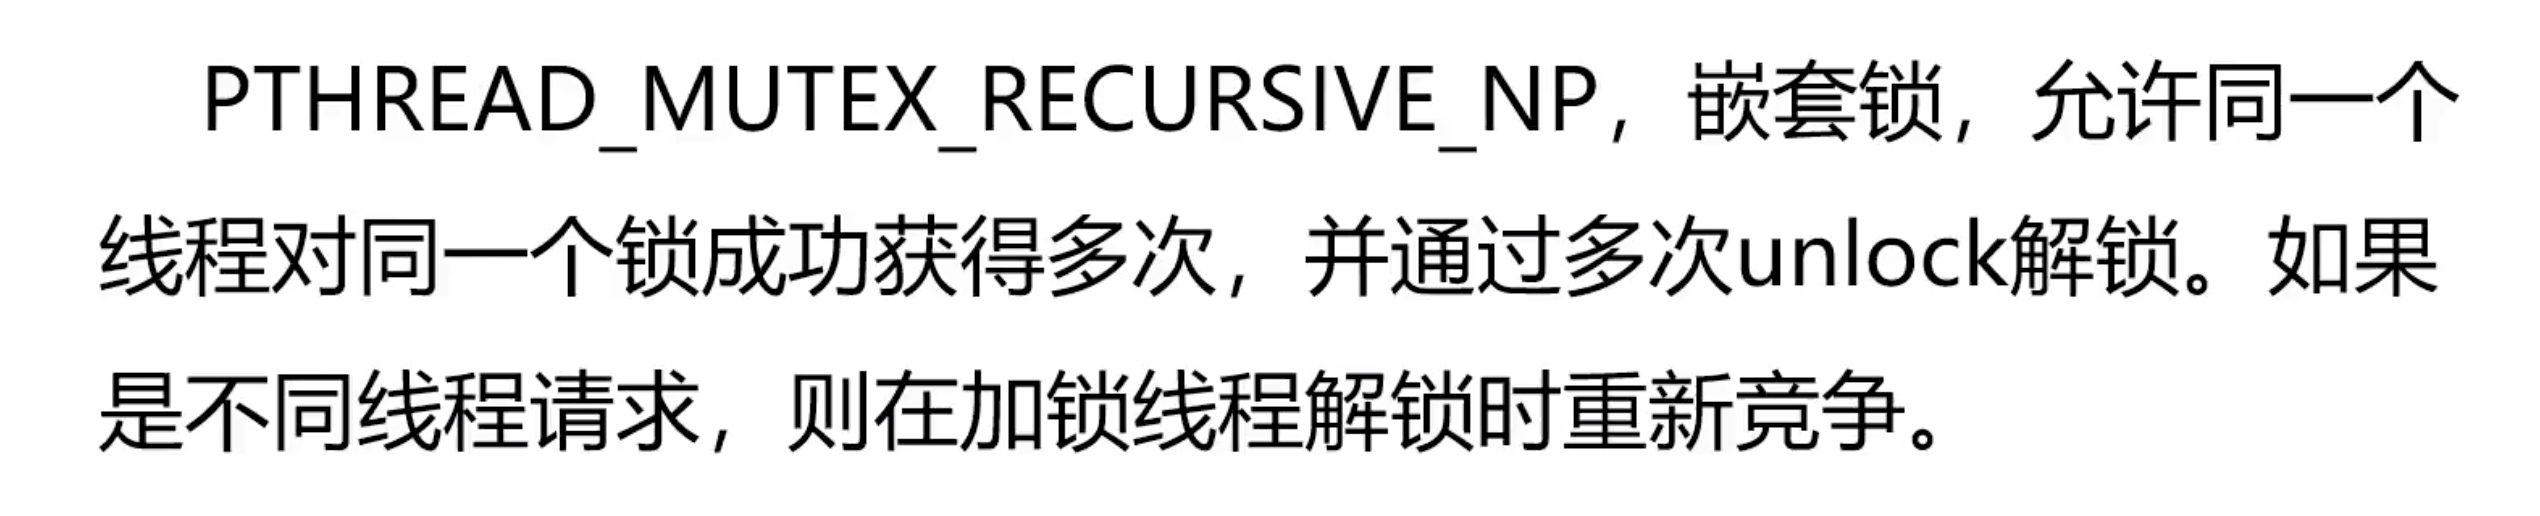 PTHREAD_MUTEX_RECURSIVE_NP，嵌套锁，允许同一个
线程对同一个锁成功获得多次，并通过多次unlock解锁。如果
是不同线程请求，则在加锁线程解锁时重新竞争。